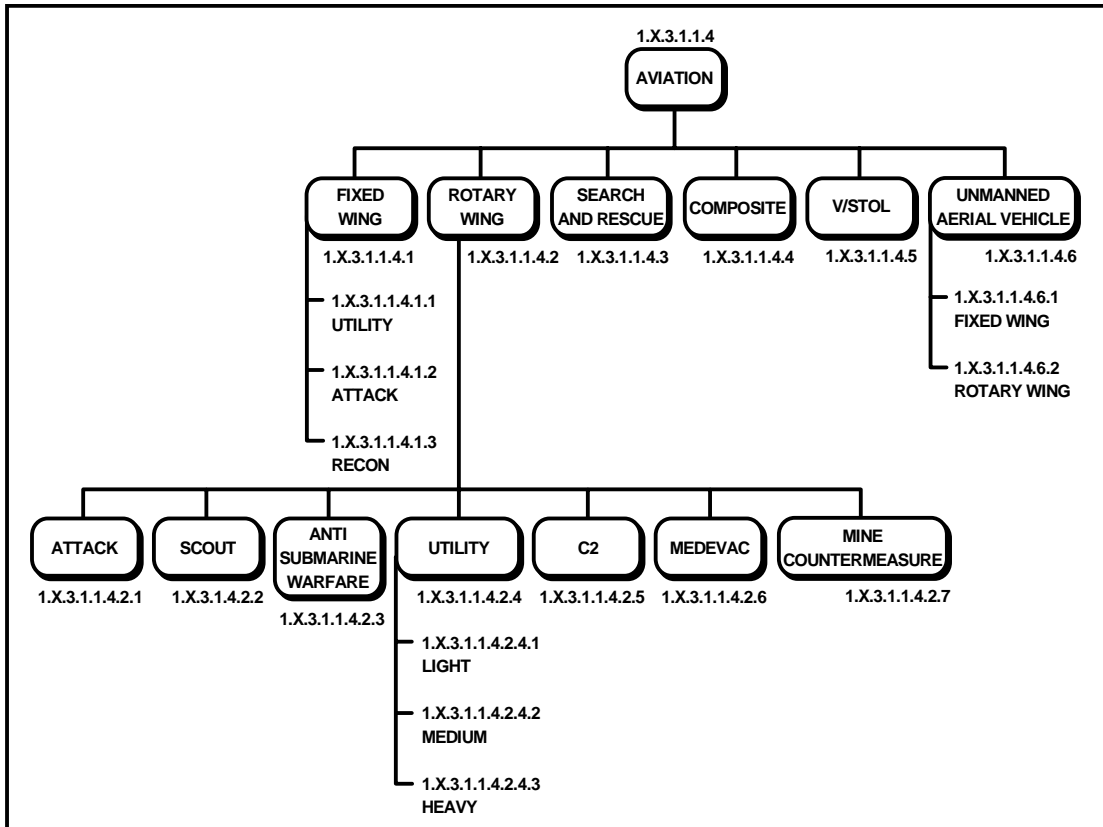 1.X.3.1.1.4
AVIATION
FIXED
WING
1.X.3.1.1.4.1
1.X.3.1.1.4.1.1
UTILITY
1.X.3.1.1.4.1.2
ATTACK
1.X.3.1.1.4.1.3
RECON
ROTARY
WING
1.X.3.1.1.4.2
SEARCH
AND RESCUE
1.X.3.1.1.4.3
COMPOSITE
1.X.3.1.1.4.4
V/STOL
1.X.3.1.1.4.5
UNMANNED
AERIAL VEHICLE
1.X.3.1.1.4.6
1.X.3.1.1.4.6.1
FIXED WING
1.X.3.1.1.4.6.2
ROTARY WING
ATTACK
1.X.3.1.1.4.2.1
SCOUT
1.X.3.1.4.2.2
ANTI
SUBMARINE
WARFARE
1.X.3.1.1.4.2.3
UTILITY
1.X.3.1.1.4.2.4
1.X.3.1.1.4.2.4.1
LIGHT
1.X.3.1.1.4.2.4.2
MEDIUM
1.X.3.1.1.4.2.4.3
HEAVY
C2
1.X.3.1.1.4.2.5
MEDEVAC
1.X.3.1.1.4.2.6
MINE
COUNTERMEASURE
1.X.3.1.1.4.2.7